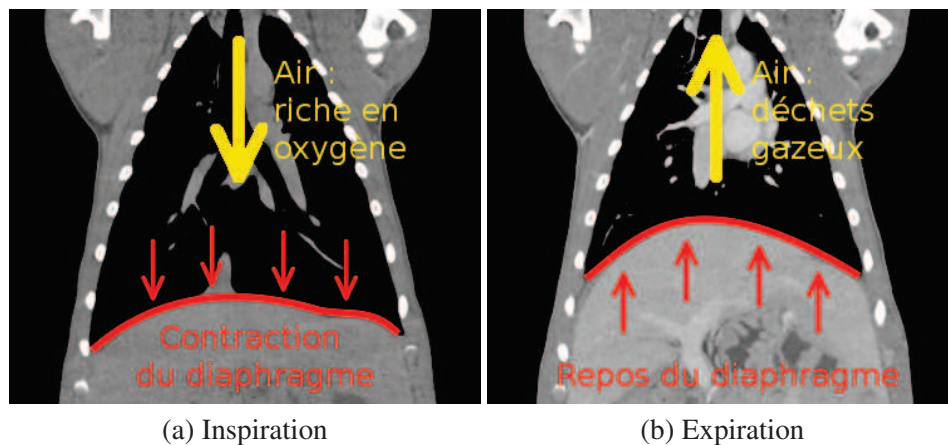 Air :
riche en
oxygène
Contraction
du diaphragme
(a) Inspiration
Air :
déchets
gazeux
Repos du diaphragme
(b) Expiration